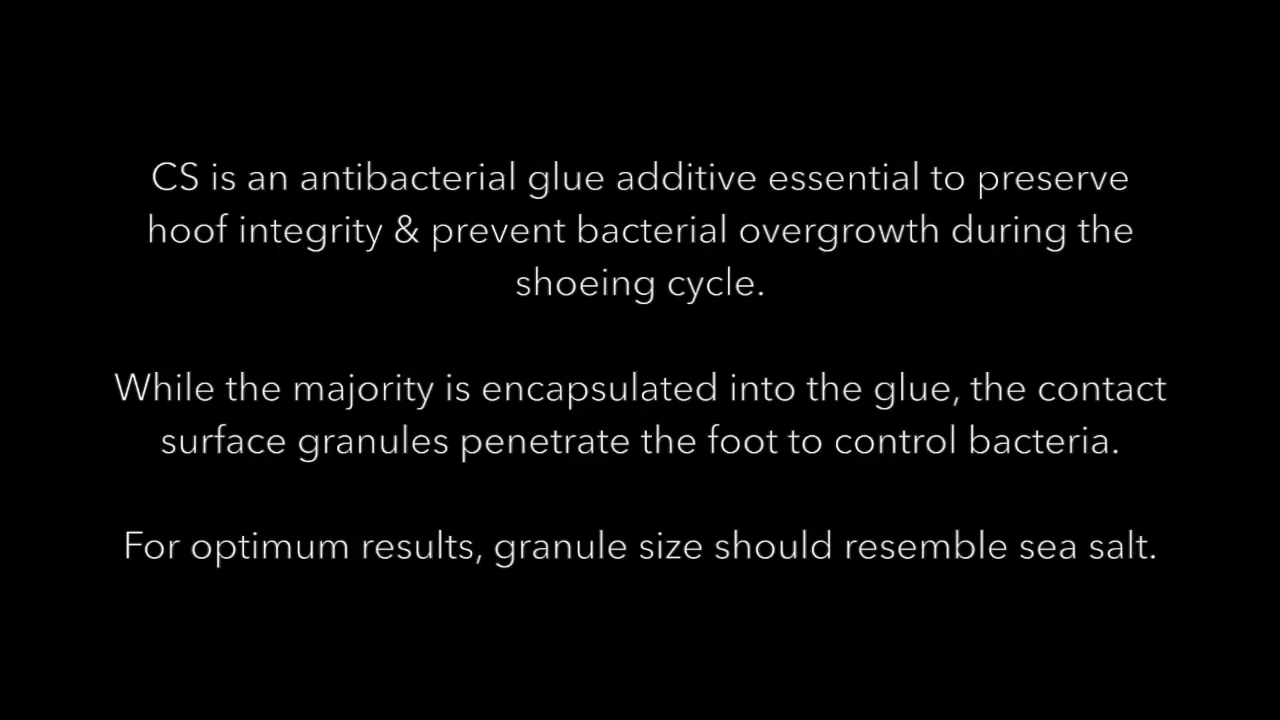 CS is an antibacterial glue additive essential to preserve
hoof integrity & prevent bacterial overgrowth during the
shoeing cycle.
While the majority is encapsulated into the glue, the contact
surface granules penetrate the foot to control bacteria.
For optimum results, granule size should resemble sea salt.